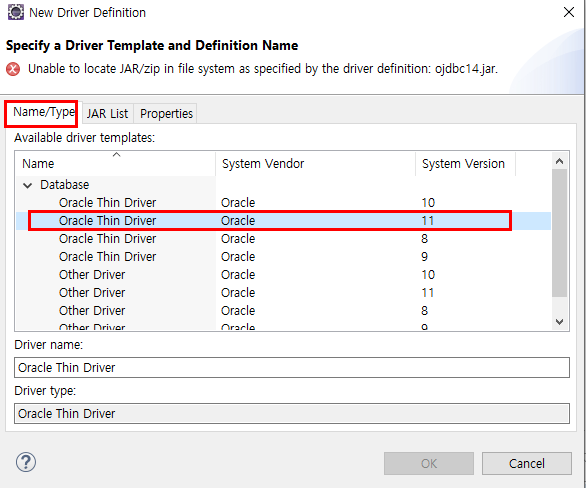 New Driver Definition
Specify a Driver Template and Definition Name
Unable to locate JAR/zip in file system as specified by the driver definition: ojdbc14.jar.
Name/Type JAR List Properties
Available driver templates:
Name System Vendor System Version
Database
Oracle Thin Driver Oracle 10
Oracle Thin Driver Oracle 11
Oracle Thin Driver Oracle 8
Oracle Thin Driver Oracle 9
Other Driver Oracle 10
Other Driver Oracle 11
Other Driver Oracle 8
Other Driver Oracle 9
Driver name:
Oracle Thin Driver
Driver type:
Oracle Thin Driver
? OK Cancel